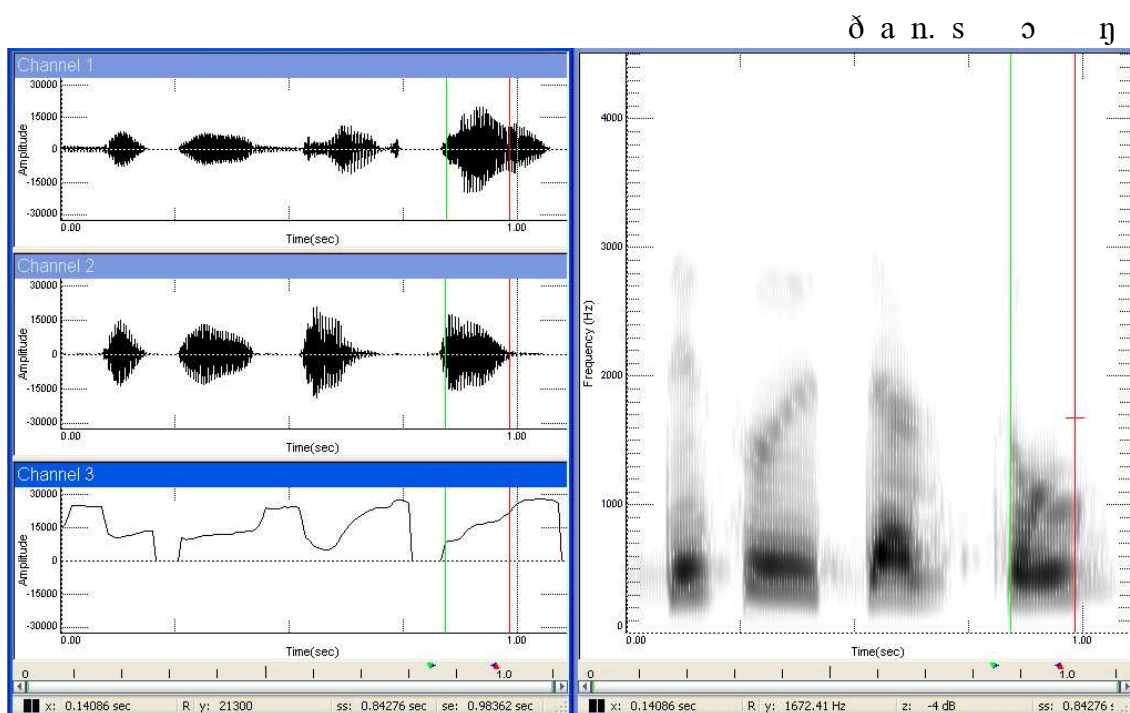 ð a n. s ɔ ŋ
Channel 1
30000
15000
0
-15000
-30000
Amplitude
0.00
1.00
Time(sec)
Channel 2
30000
15000
0
-15000
-30000
Amplitude
0.00
1.00
Time(sec)
Channel 3
30000
15000
0
-15000
-30000
Amplitude
0.00
1.00
Time(sec)
0 1.0
x: 0.14086 sec R y: 21300 ss: 0.84276 sec se: 0.98362 sec
4000
3000
2000
1000
0
Frequency (Hz)
0.00
1.00
Time(sec)
0 1.0
x: 0.14086 sec R y: 1672.41 Hz z: -4 dB ss: 0.84276